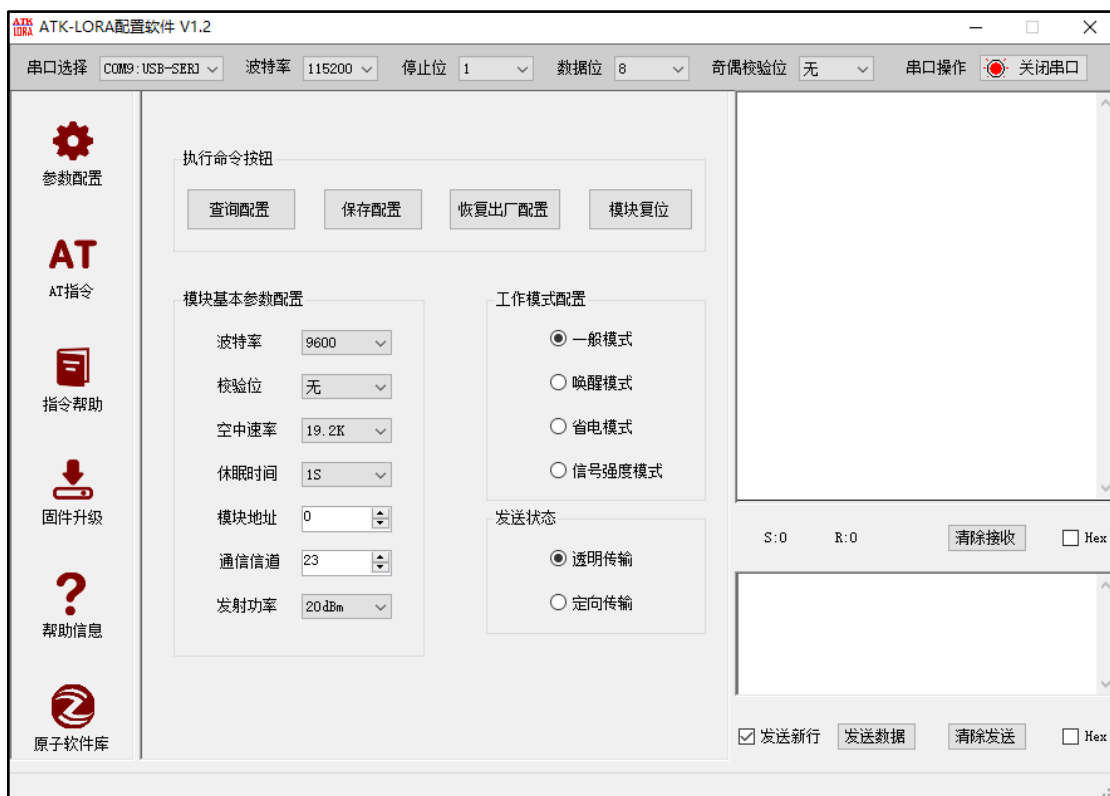 ATK LORA ATK-LORA配置软件 V1.2
串口选择 COM9:USB-SERI 波特率 115200 停止位 1 数据位 8 奇偶校验位 无 串口操作 关闭串口
参数配置
AT
AT指令
指令帮助
固件升级
帮助信息
原子软件库
执行命令按钮
查询配置 保存配置 恢复出厂配置 模块复位
模块基本参数配置
波特率 9600
校验位 无
空中速率 19.2K
休眠时间 1S
模块地址 0
通信信道 23
发射功率 20dBm
工作模式配置
一般模式
唤醒模式
省电模式
信号强度模式
发送状态
透明传输
定向传输
S:0 R:0 清除接收 Hex
发送新行 发送数据 清除发送 Hex